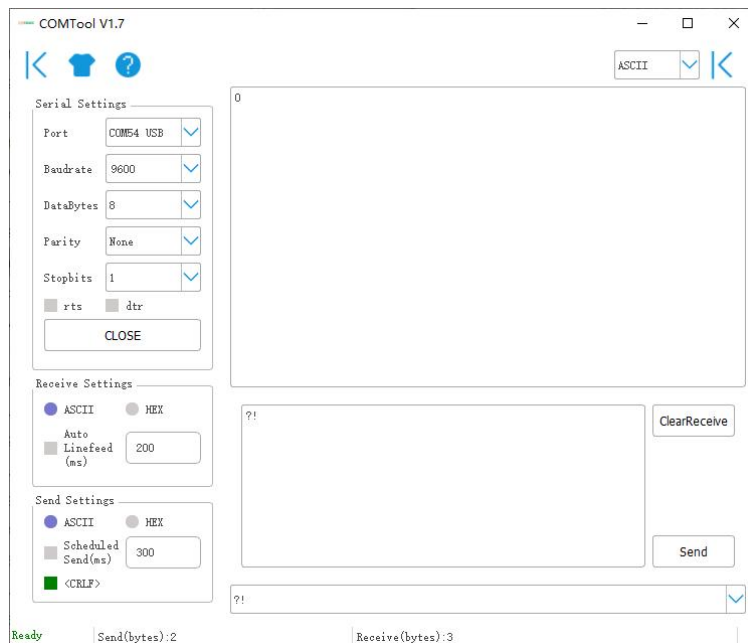 COMTool V1.7
ASCII
Serial Settings
Port
COM54 USB
Baudrate
9600
DataBytes
8
Parity
None
Stopbits
1
rts
dtr
CLOSE
0
Receive Settings
ASCII
HEX
Auto
Linefeed
(ms)
200
?!
ClearReceive
Send Settings
ASCII
HEX
Scheduled
Send(ms)
300
<CRLF>
Send
?!
Ready
Send(bytes):2
Receive(bytes):3